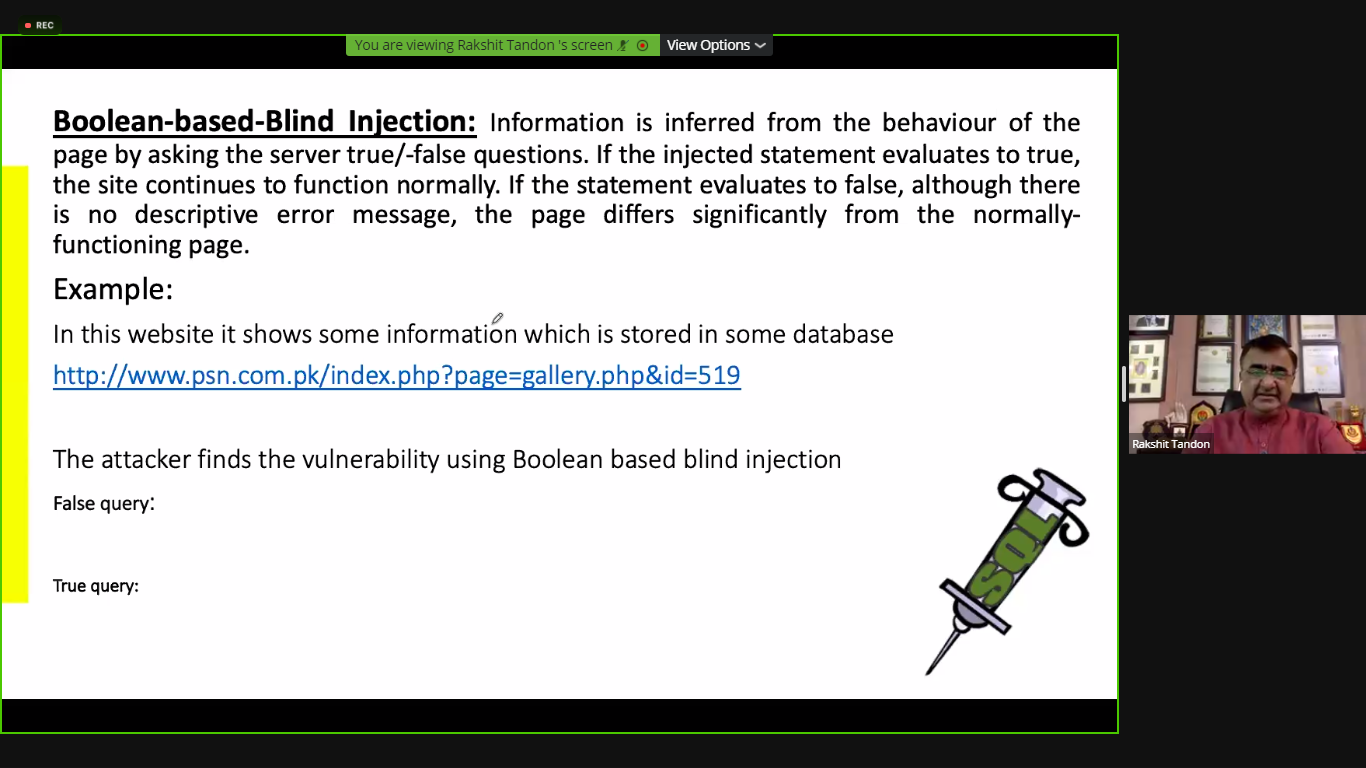 REC
You are viewing Rakshit Tandon 's screen
View Options
Boolean-based-Blind Injection: Information is inferred from the behaviour of the
page by asking the server true/-false questions. If the injected statement evaluates to true,
the site continues to function normally. If the statement evaluates to false, although there
is no descriptive error message, the page differs significantly from the normally-
functioning page.
Example:
In this website it shows some information which is stored in some database
http://www.psn.com.pk/index.php?page=gallery.php&id=519
The attacker finds the vulnerability using Boolean based blind injection
False query:
True query:
SQL
Rakshit Tandon